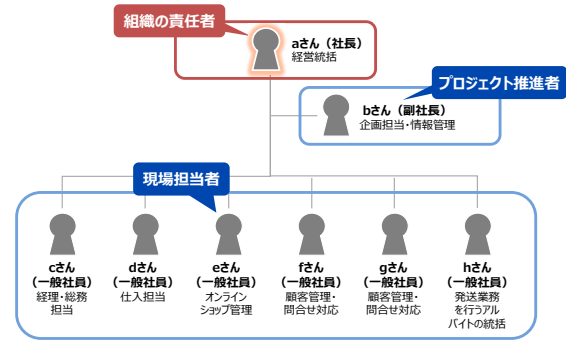 組織の責任者
aさん（社長）
経営統括
プロジェクト推進者
bさん（副社長）
企画担当・情報管理
現場担当者
cさん
（一般社員）
経理・総務
担当
dさん
（一般社員）
仕入担当
eさん
（一般社員）
オンライン
ショップ管理
fさん
（一般社員）
顧客管理・
問合せ対応
gさん
（一般社員）
顧客管理・
問合せ対応
hさん
（一般社員）
発送業務
を行うアル
バイトの統括